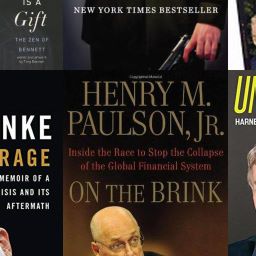 IS A
Gift
THE ZEN OF
BENNETT
NEW YORK TIMES BESTSELLER
NKE
RAGE
MEMOIR OF A
ISIS AND ITS
AFTERMATH
HENRY M.
PAULSON, JR.
Inside the Race to Stop the Collapse
of the Global Financial System
ON THE BRINK
UN
HARNE